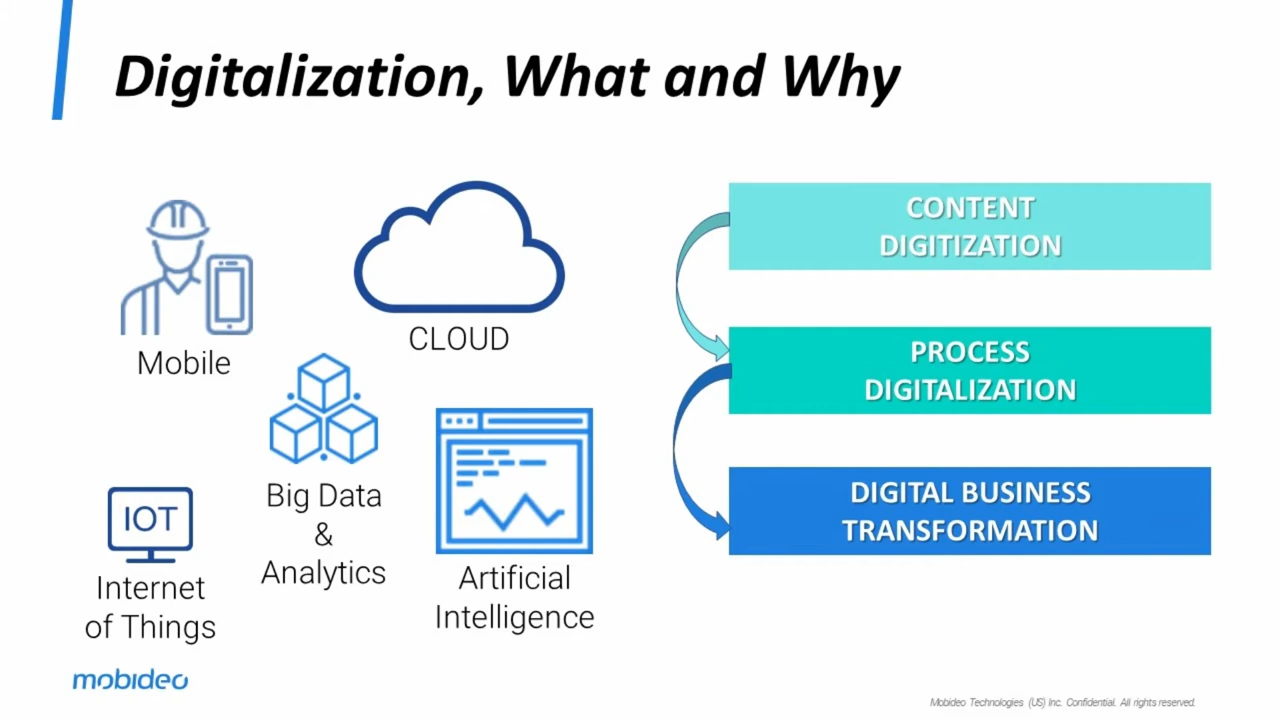 Digitalization, What and Why
Mobile
CLOUD
Big Data
&
Analytics
IOT
Internet
of Things
Artificial
Intelligence
CONTENT
DIGITIZATION
PROCESS
DIGITALIZATION
DIGITAL BUSINESS
TRANSFORMATION
mobideo
Mobideo Technologies (US) Inc. Confidential. All rights reserved.